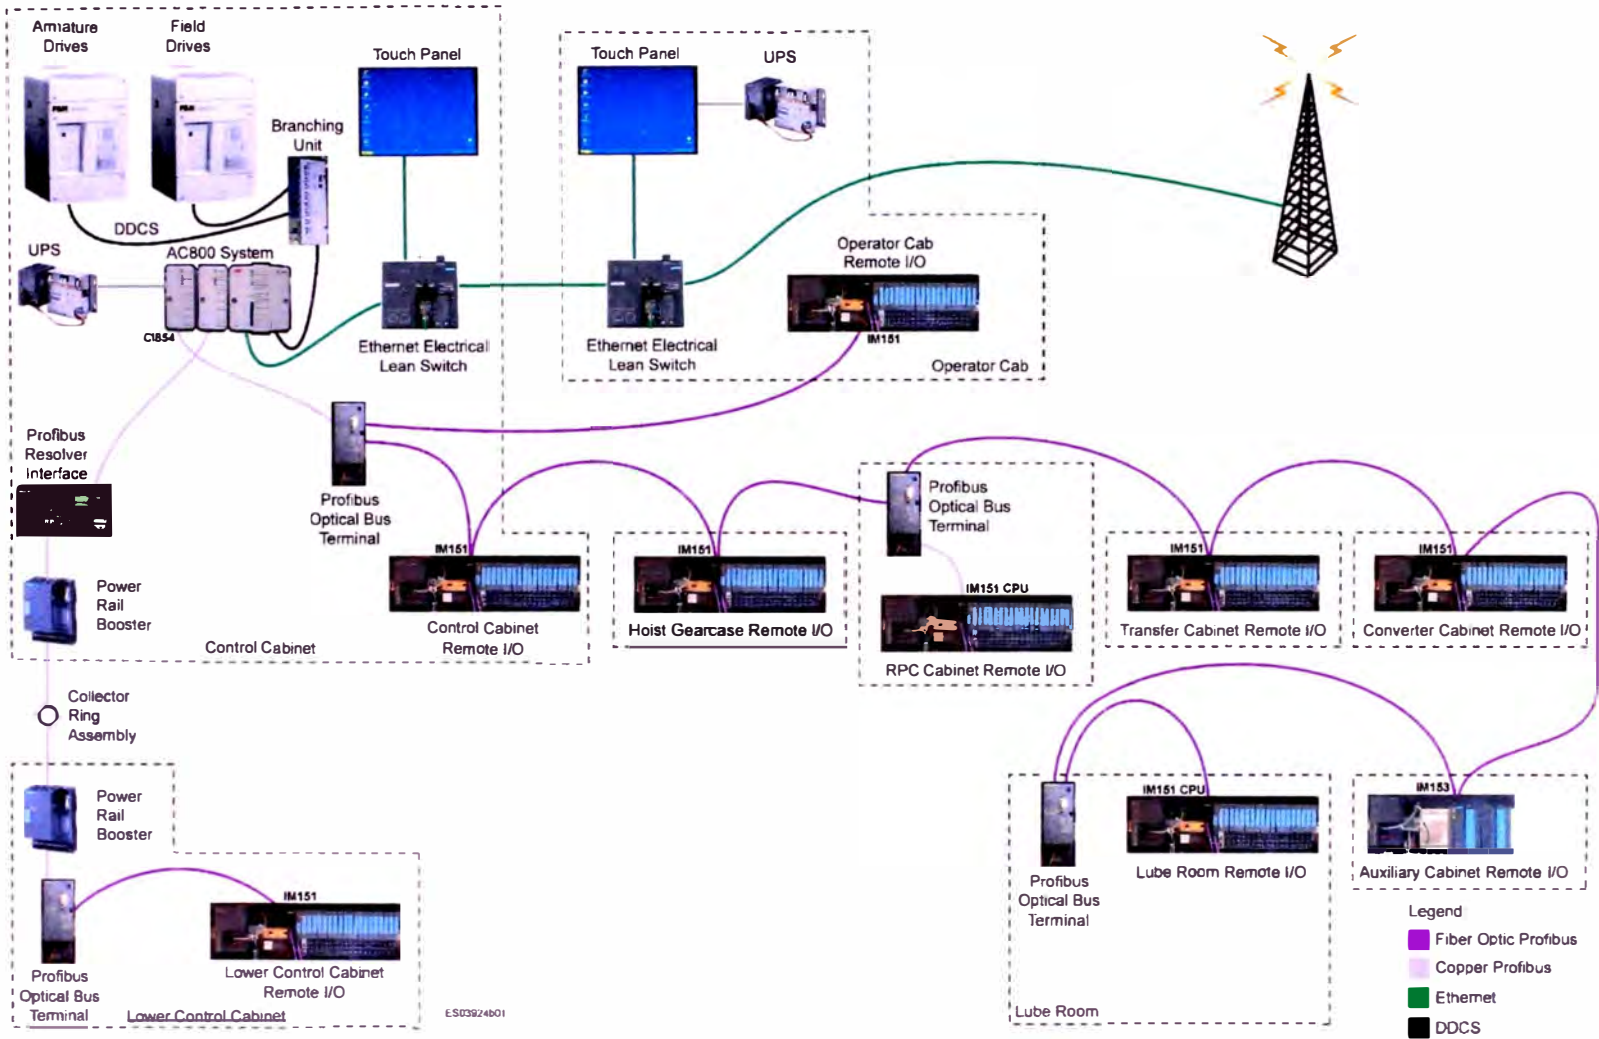 Armature
Drives
Field
Drives
Touch Panel
Touch Panel
UPS
Branching
Unit
DDCS
UPS
AC800 System
CI854
Operator Cab
Remote I/O
IM151
Ethernet Electrical
Lean Switch
Ethernet Electrical
Lean Switch
Operator Cab
Profibus
Resolver
Interface
Profibus
Optical Bus
Terminal
Profibus
Optical Bus
Terminal
IM151
IM151
IM151 CPU
IM151
IM151
Power
Rail
Booster
Control Cabinet
Control Cabinet
Remote I/O
Hoist Gearcase Remote I/O
RPC Cabinet Remote I/O
Transfer Cabinet Remote I/O
Converter Cabinet Remote I/O
Collector
Ring
Assembly
Power
Rail
Booster
IM151 CPU
IM153
Lube Room Remote I/O
Auxiliary Cabinet Remote I/O
Profibus
Optical Bus
Terminal
IM151
Lower Control Cabinet
Remote I/O
Profibus
Optical Bus
Terminal
Lower Control Cabinet
ES03924b01
Lube Room
Legend
Fiber Optic Profibus
Copper Profibus
Ethernet
DDCS